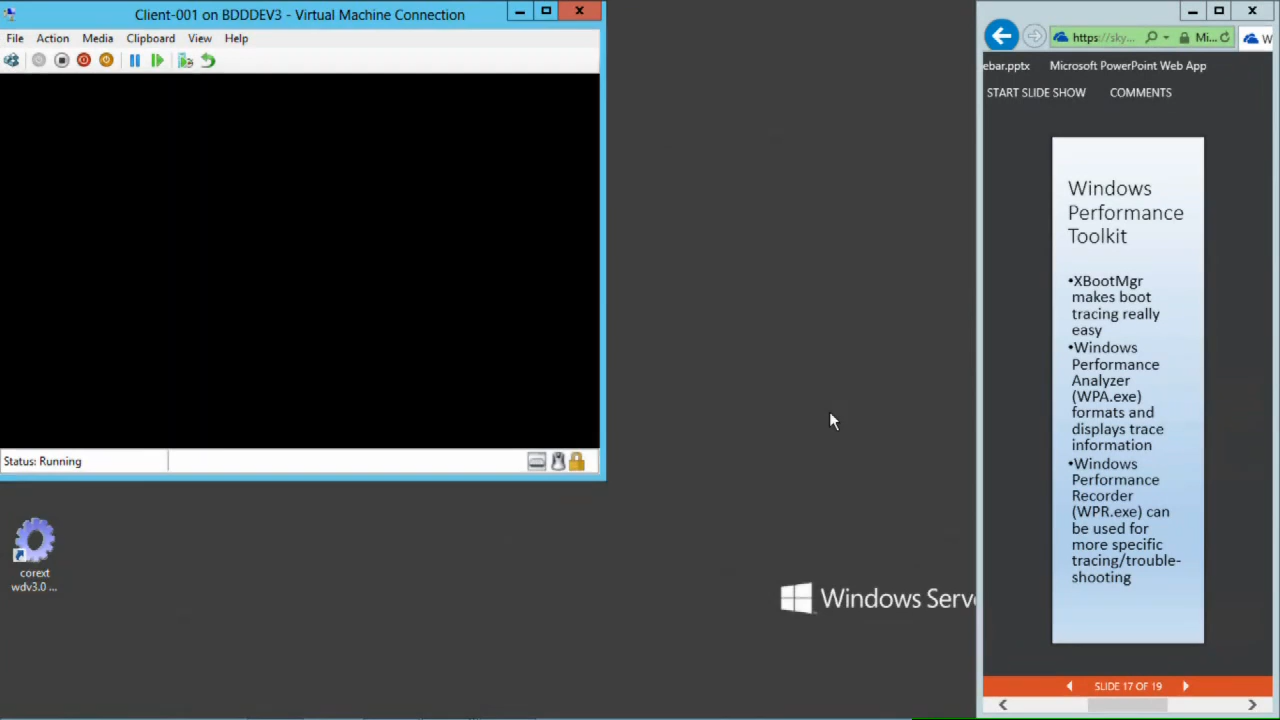 Client-001 on BDDDEV3 - Virtual Machine Connection
File Action Media Clipboard View Help
Status: Running
corext
wdv3.0 ...
Windows Serv
https://sky... Mi... W
ebar.pptx Microsoft PowerPoint Web App
START SLIDE SHOW COMMENTS
Windows
Performance
Toolkit
•XBootMgr
makes boot
tracing really
easy
•Windows
Performance
Analyzer
(WPA.exe)
formats and
displays trace
information
•Windows
Performance
Recorder
(WPR.exe) can
be used for
more specific
tracing/trouble-
shooting
SLIDE 17 OF 19